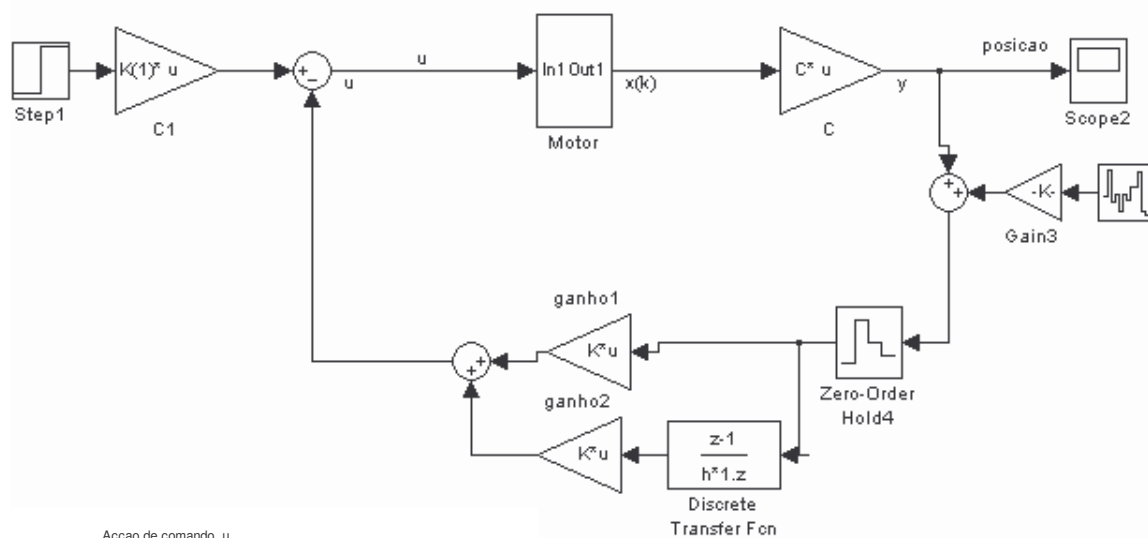 Step1
K(1)* u
C1
+
−
u
u
In1 Out1
Motor
x(k)
C* u
C
y
posicao
Scope2
+
+
-K-
Gain3
Zero-Order
Hold4
ganho1
K*u
+
+
ganho2
K*u
z-1
h*1.z
Discrete
Transfer Fcn
Accao de comando, u